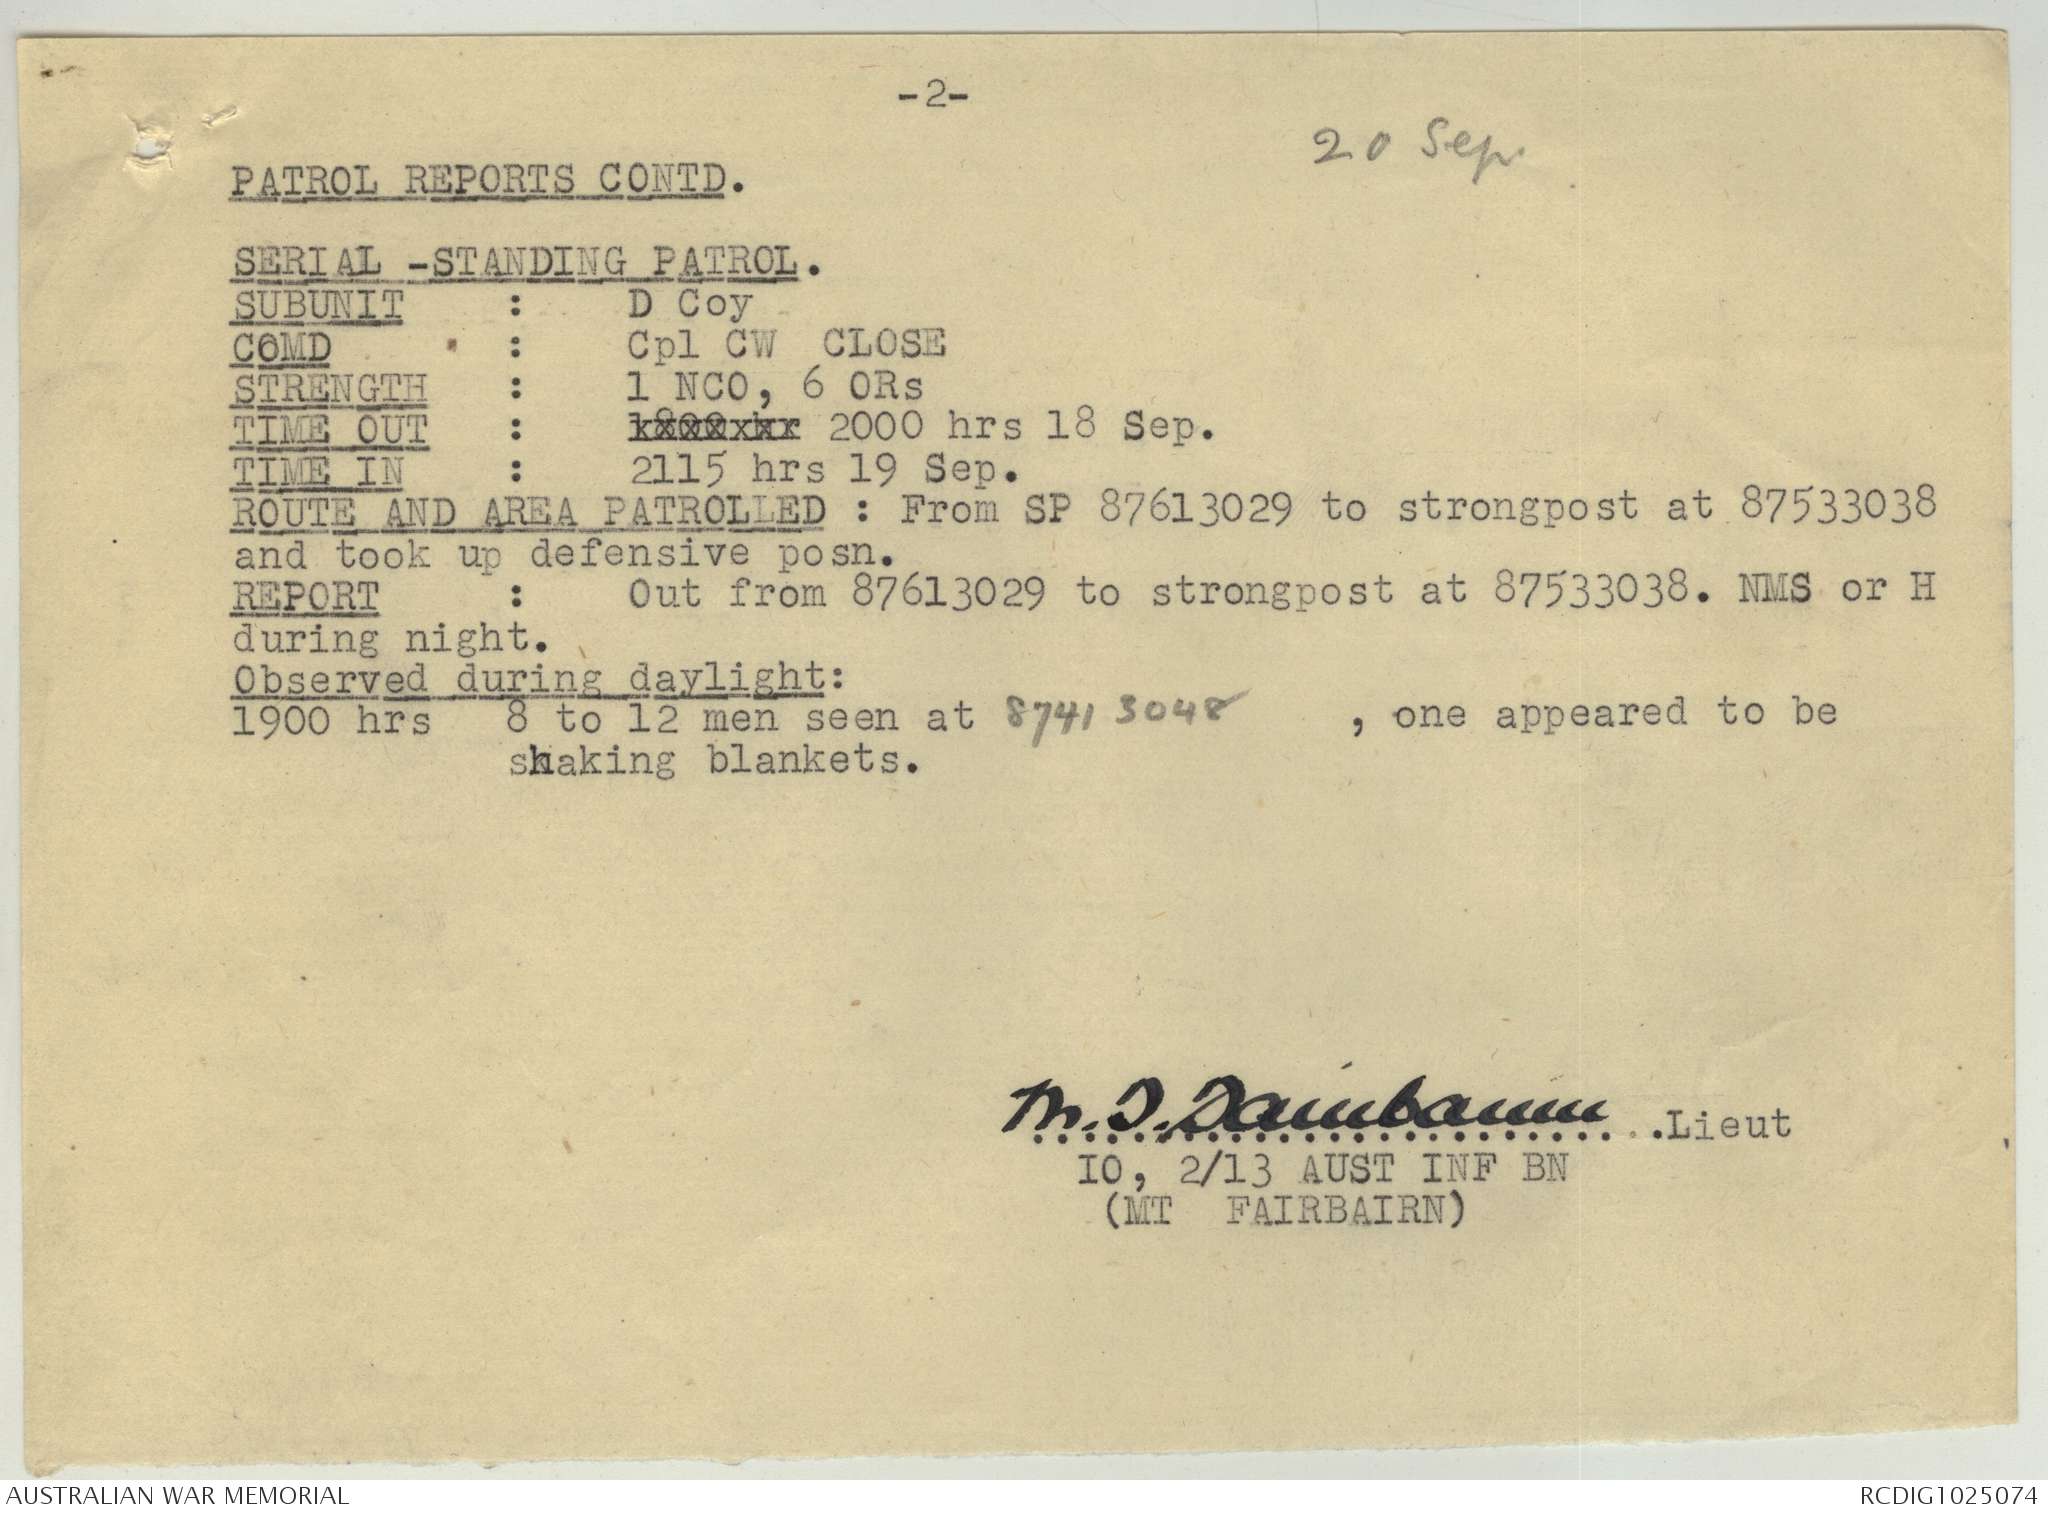 -2-
20 Sep.
PATROL REPORTS CONTD.
SERIAL -STANDING PATROL.
SUBUNIT : D Coy
CoMD : Cpl CW CLOSE
STRENGTH : 1 NCO, 6 ORs
TIME OUT : 2000 hrs 18 Sep.
TIME IN : 2115 hrs 19 Sep.
ROUTE AND AREA PATROLLED : From SP 87613029 to strongpost at 87533038
and took up defensive posn.
REPORT : Out from 87613029 to strongpost at 87533038. NMS or H
during night.
Observed during daylight:
1900 hrs 8 to 12 men seen at 87413048 , one appeared to be
shaking blankets.
M.T. Fairbairn ..Lieut
IO, 2/13 AUST INF BN
(MT FAIRBAIRN)
AUSTRALIAN WAR MEMORIAL
RCDIG1025074